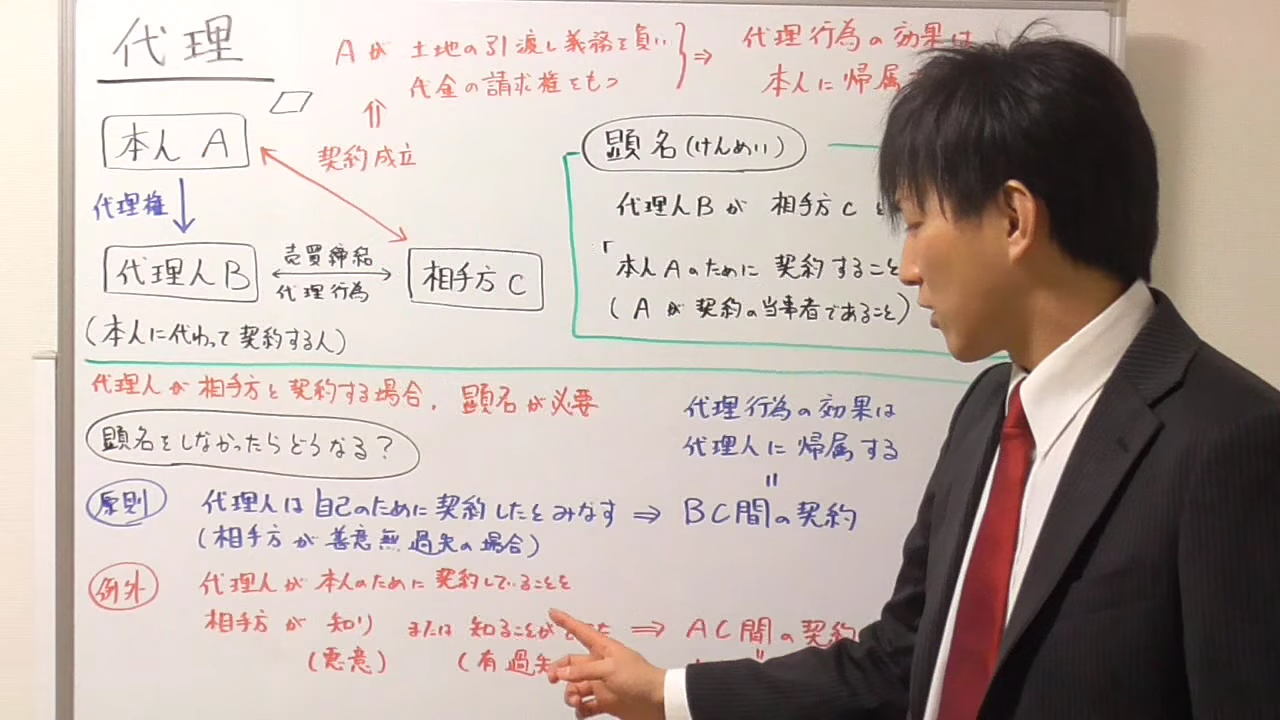 代理
Aが 土地の引渡し義務を負い
代金の請求権をもつ
⇒ 代理行為の効果は
本人に帰属
本人 A
契約成立
代理権
代理人B
売買締結
代理行為
相手方 C
(本人に代わって契約する人)
顕名(けんめい)
代理人Bが 相手方C
「本人Aのために 契約すること
(Aが 契約の当事者であること)
代理人が相手方と契約する場合、顕名が必要
顕名をしなかったらどうなる?
原則 代理人は自己のために契約したとみなす ⇒ BC間の契約
(相手方が善意無過失の場合)
代理行為の効果は
代理人に帰属する
例外 代理人が本人のために契約していることを
相手方が 知り または 知ることが ⇒ AC間の契約
(悪意) (有過失